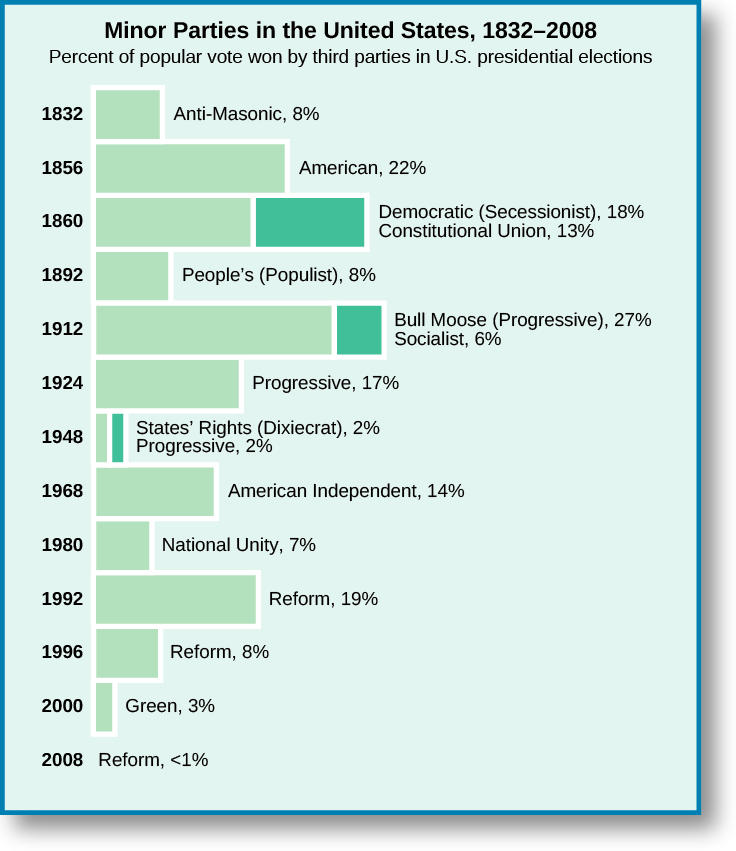 Minor Parties in the United States, 1832–2008
Percent of popular vote won by third parties in U.S. presidential elections
1832 Anti-Masonic, 8%
1856 American, 22%
1860 Democratic (Secessionist), 18%
Constitutional Union, 13%
1892 People’s (Populist), 8%
1912 Bull Moose (Progressive), 27%
Socialist, 6%
1924 Progressive, 17%
1948 States’ Rights (Dixiecrat), 2%
Progressive, 2%
1968 American Independent, 14%
1980 National Unity, 7%
1992 Reform, 19%
1996 Reform, 8%
2000 Green, 3%
2008 Reform, <1%